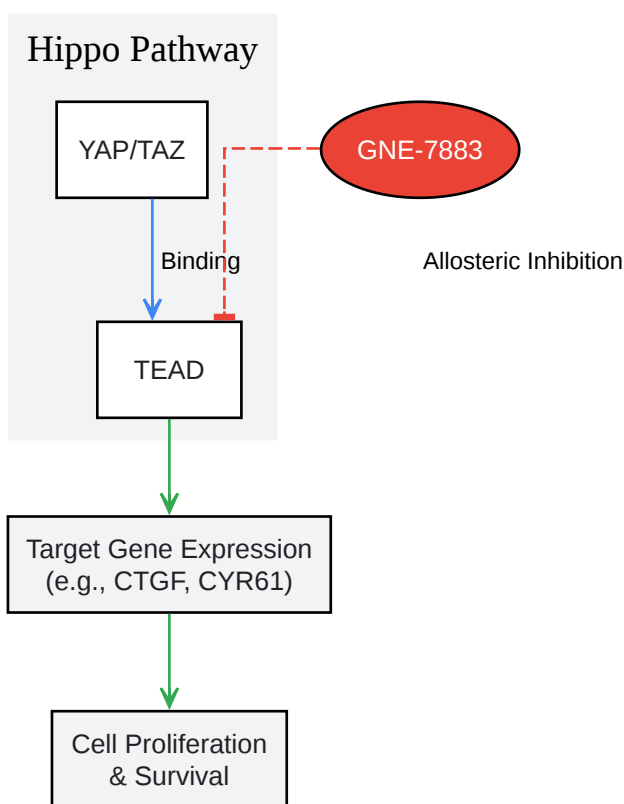 Hippo Pathway
YAP/TAZ
GNE-7883
Binding
Allosteric Inhibition
TEAD
Target Gene Expression
(e.g., CTGF, CYR61)
Cell Proliferation
& Survival